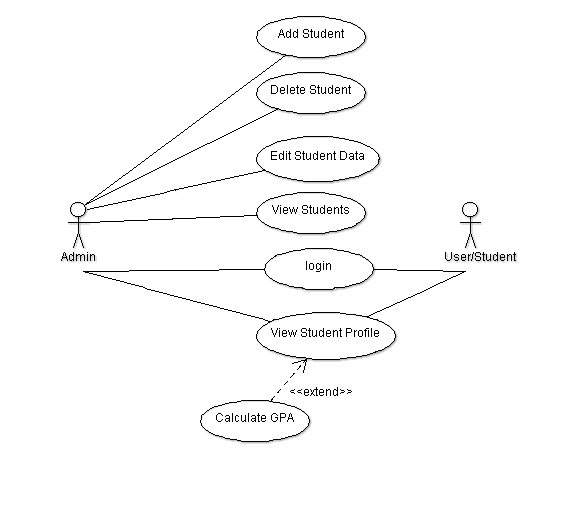 Add Student
Delete Student
Edit Student Data
View Students
Admin
User/Student
login
View Student Profile
<<extend>>
Calculate GPA